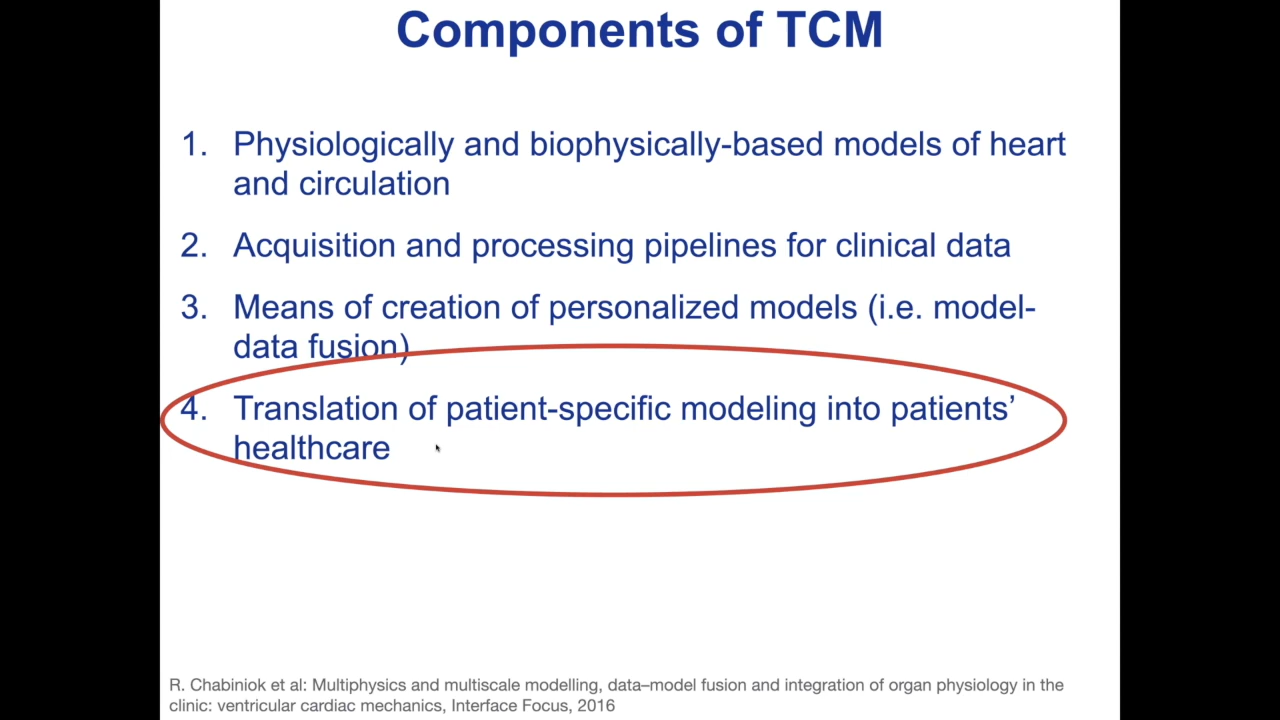 Components of TCM
1. Physiologically and biophysically-based models of heart
and circulation
2. Acquisition and processing pipelines for clinical data
3. Means of creation of personalized models (i.e. model-
data fusion)
4. Translation of patient-specific modeling into patients’
healthcare
R. Chabiniok et al: Multiphysics and multiscale modelling, data–model fusion and integration of organ physiology in the
clinic: ventricular cardiac mechanics, Interface Focus, 2016